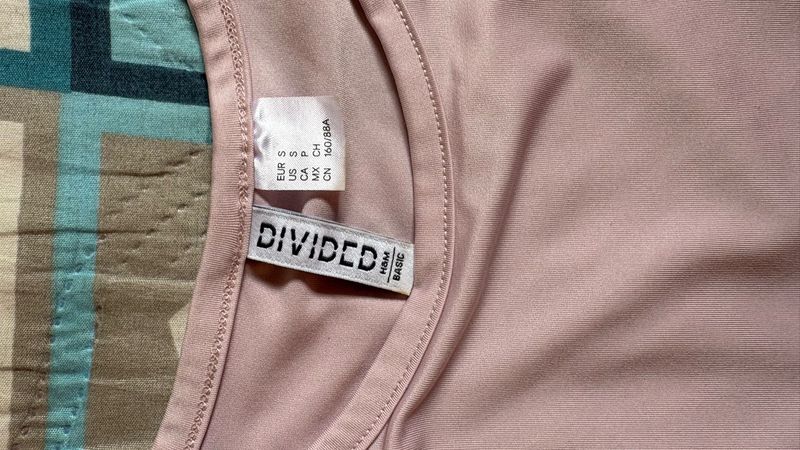 EUR S
US S
CA P
MX CH
CN 160/88A
DIVIDED
H&M
BASIC